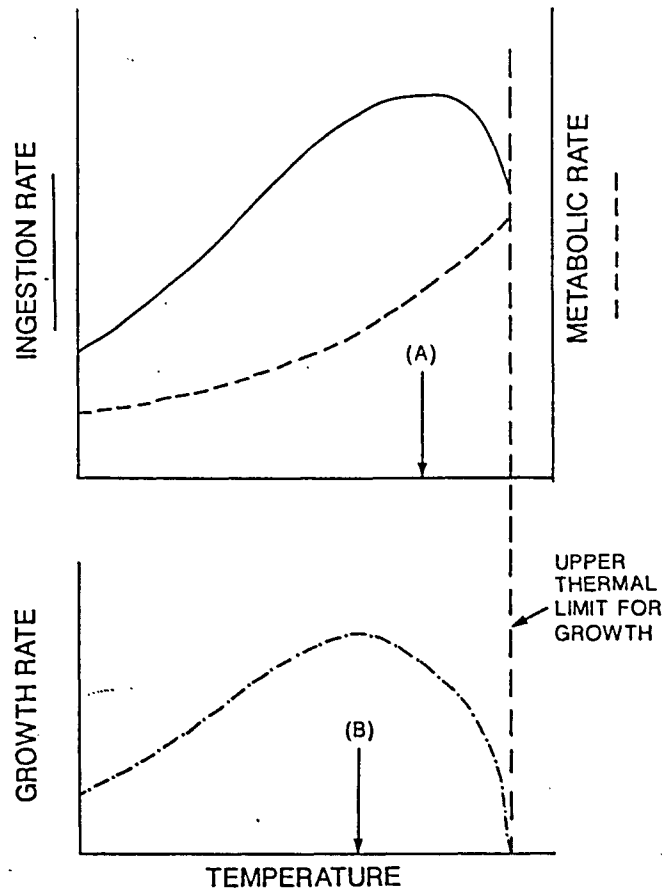 INGESTION RATE
METABOLIC RATE
(A)
UPPER
THERMAL
LIMIT FOR
GROWTH
GROWTH RATE
(B)
TEMPERATURE